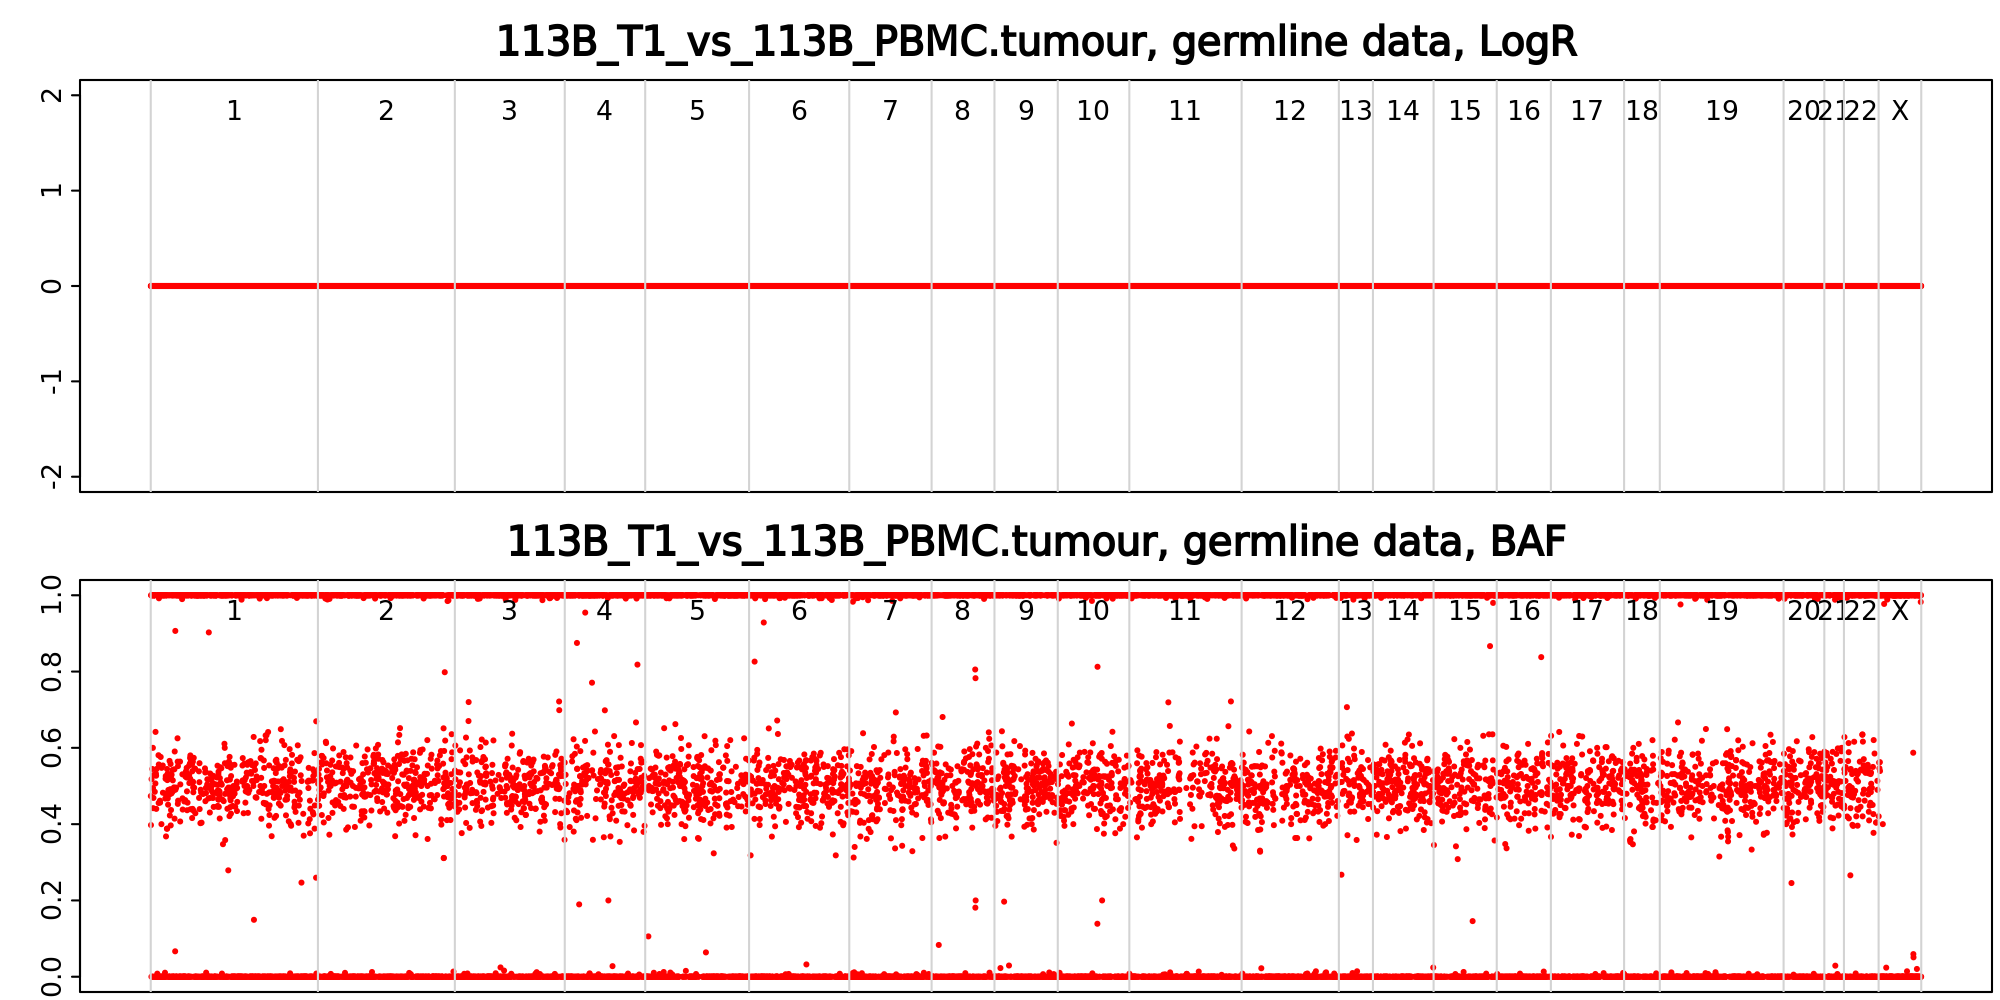 113B_T1_vs_113B_PBMC.tumour, germline data, LogR
1 2 3 4 5 6 7 8 9 10 11 12 13 14 15 16 17 18 19 20 21 22 X
2
1
0
-1
-2
113B_T1_vs_113B_PBMC.tumour, germline data, BAF
1 2 3 4 5 6 7 8 9 10 11 12 13 14 15 16 17 18 19 20 21 22 X
1.0
0.8
0.6
0.4
0.2
0.0